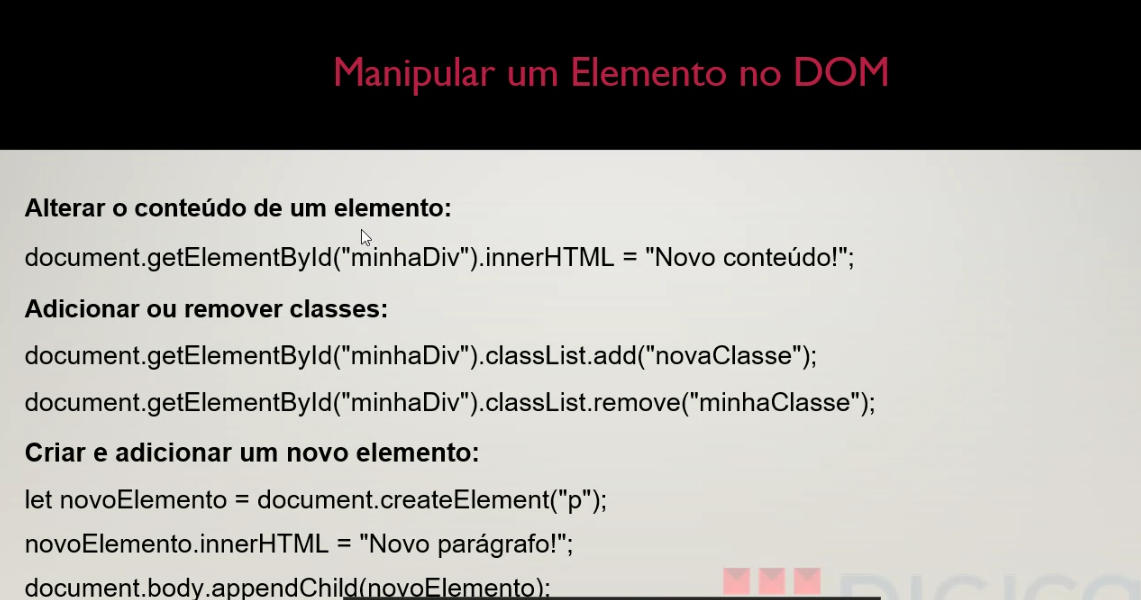 Manipular um Elemento no DOM
Alterar o conteúdo de um elemento:
document.getElementById("minhaDiv").innerHTML = "Novo conteúdo!";
Adicionar ou remover classes:
document.getElementById("minhaDiv").classList.add("novaClasse");
document.getElementById("minhaDiv").classList.remove("minhaClasse");
Criar e adicionar um novo elemento:
let novoElemento = document.createElement("p");
novoElemento.innerHTML = "Novo parágrafo!";
document.body.appendChild(novoElemento);